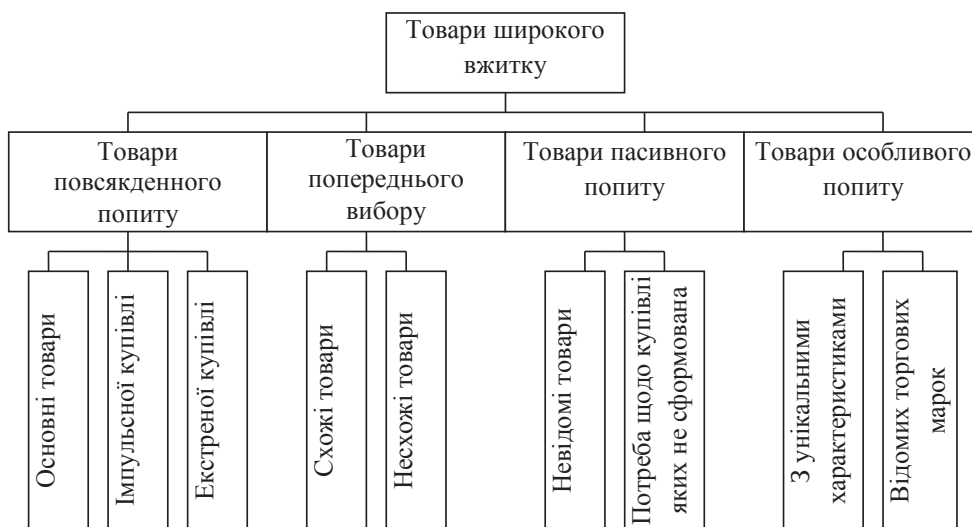 Товари широкого
вжитку
Товари
повсякденного
попиту
Товари
попереднього
вибору
Товари пасивного
попиту
Товари особливого
попиту
Основні товари
Імпульсної купівлі
Екстреної купівлі
Схожі товари
Несхожі товари
Невідомі товари
Потреба щодо купівлі
яких не сформована
З унікальними
характеристиками
Відомих торгових
марок